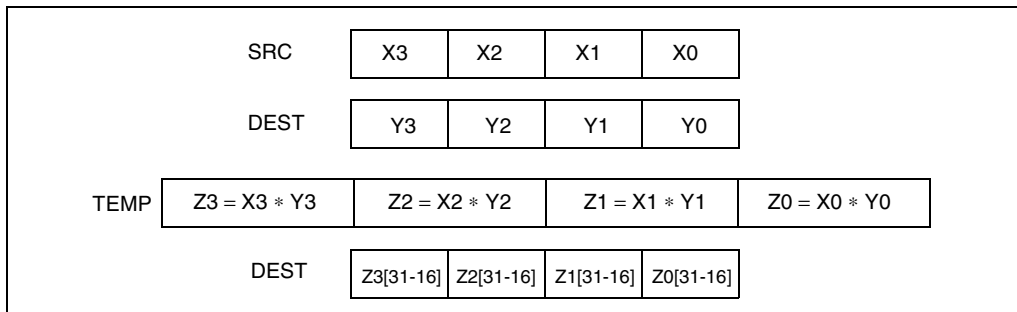 SRC X3 X2 X1 X0
DEST Y3 Y2 Y1 Y0
TEMP Z3 = X3 * Y3 Z2 = X2 * Y2 Z1 = X1 * Y1 Z0 = X0 * Y0
DEST Z3[31-16] Z2[31-16] Z1[31-16] Z0[31-16]